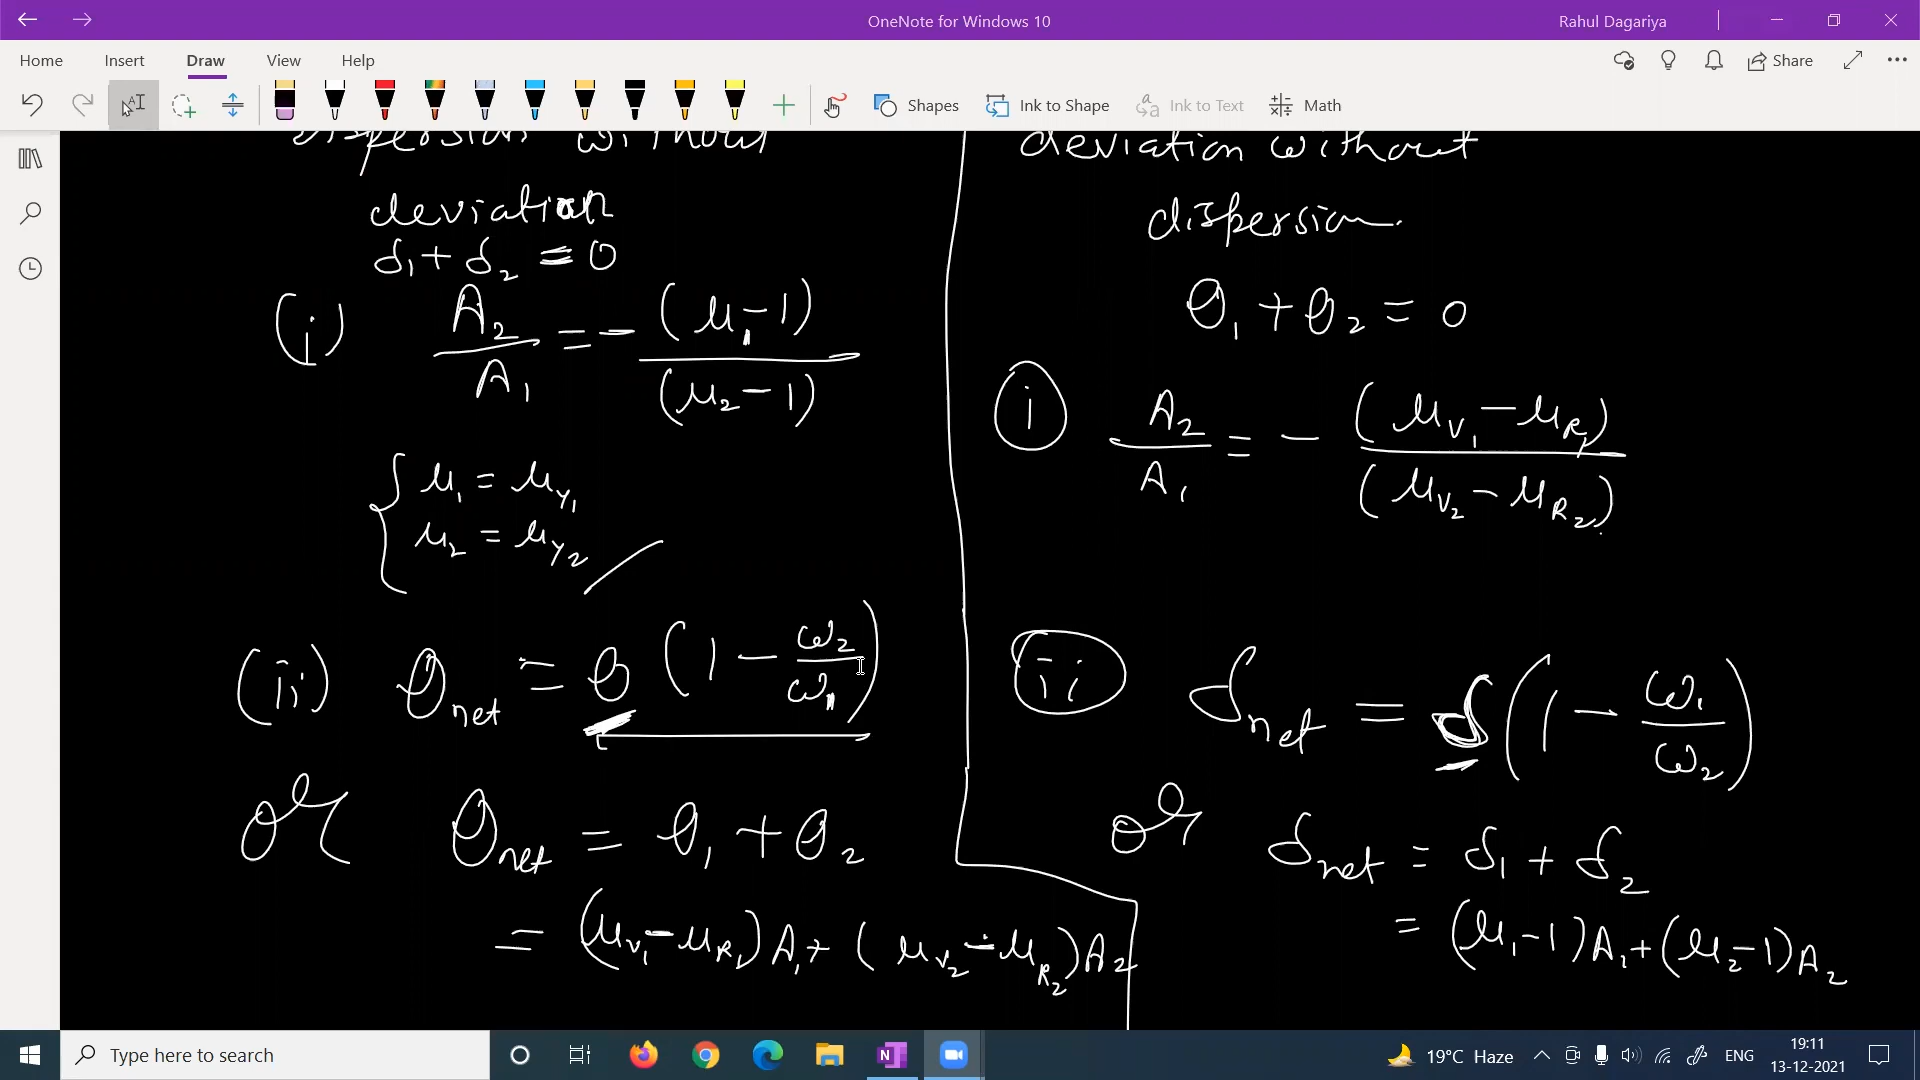 OneNote for Windows 10
Rahul Dagariya
Home Insert Draw View Help
Share
Shapes Ink to Shape Ink to Text Math
dispersion without
deviation
δ₁ + δ₂ = 0
(i) A₂/A₁ = - (μ₁-1)/(μ₂-1)
{ μ₁ = μy₁
μ₂ = μy₂
(ii) θnet = θ (1 - ω₂/ω₁)
or θnet = θ₁ + θ₂
= (μv₁-μR₁)A₁+ (μv₂-μR₂)A₂
deviation without
dispersion.
θ₁ + θ₂ = 0
i A₂/A₁ = - (μv₁-μR₁)/(μv₂-μR₂)
ii δnet = δ (1 - ω₁/ω₂)
or δnet = δ₁ + δ₂
= (μ₁-1)A₁+(μ₂-1)A₂
Type here to search
19°C Haze
ENG
19:11
13-12-2021